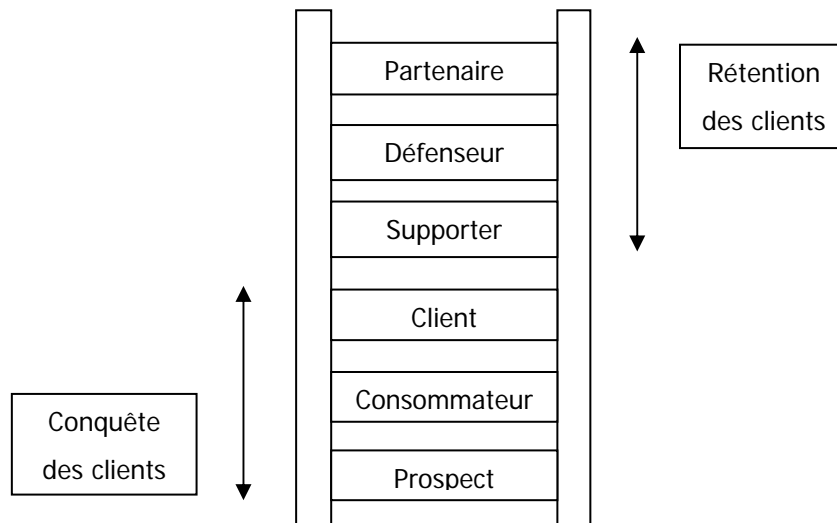 Partenaire
Rétention
des clients
Défenseur
Supporter
Client
Consommateur
Conquête
des clients
Prospect